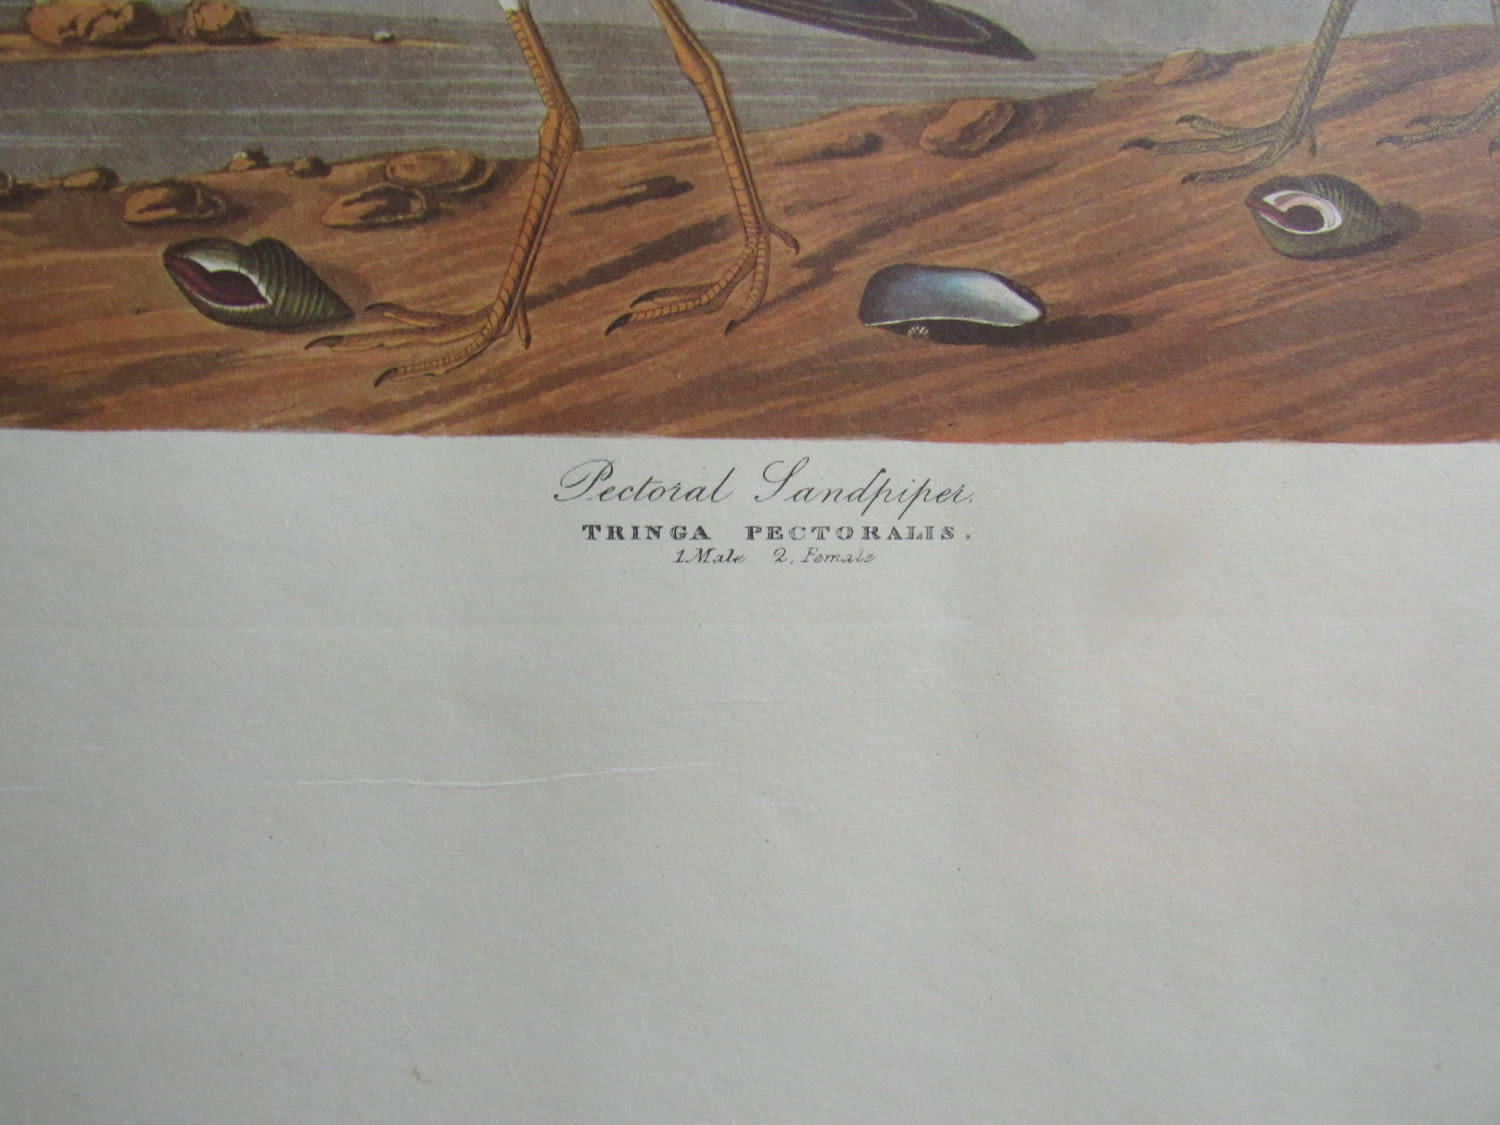 Pectoral Sandpiper.
TRINGA PECTORALIS.
1. Male 2, Female